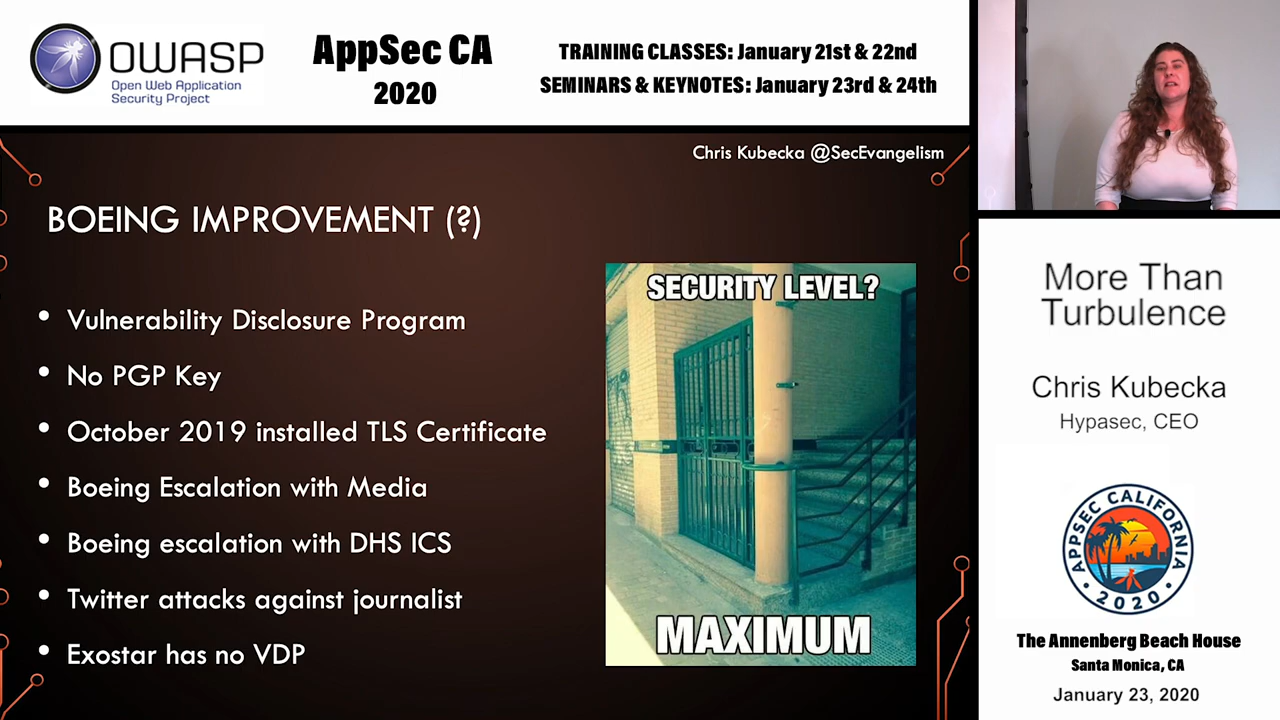 OWASP
Open Web Application
Security Project
AppSec CA
2020
TRAINING CLASSES: January 21st & 22nd
SEMINARS & KEYNOTES: January 23rd & 24th
Chris Kubecka @SecEvangelism
BOEING IMPROVEMENT (?)
• Vulnerability Disclosure Program
• No PGP Key
• October 2019 installed TLS Certificate
• Boeing Escalation with Media
• Boeing escalation with DHS ICS
• Twitter attacks against journalist
• Exostar has no VDP
SECURITY LEVEL?
MAXIMUM
More Than
Turbulence
Chris Kubecka
Hypasec, CEO
APPSEC CALIFORNIA
• 2020 •
The Annenberg Beach House
Santa Monica, CA
January 23, 2020